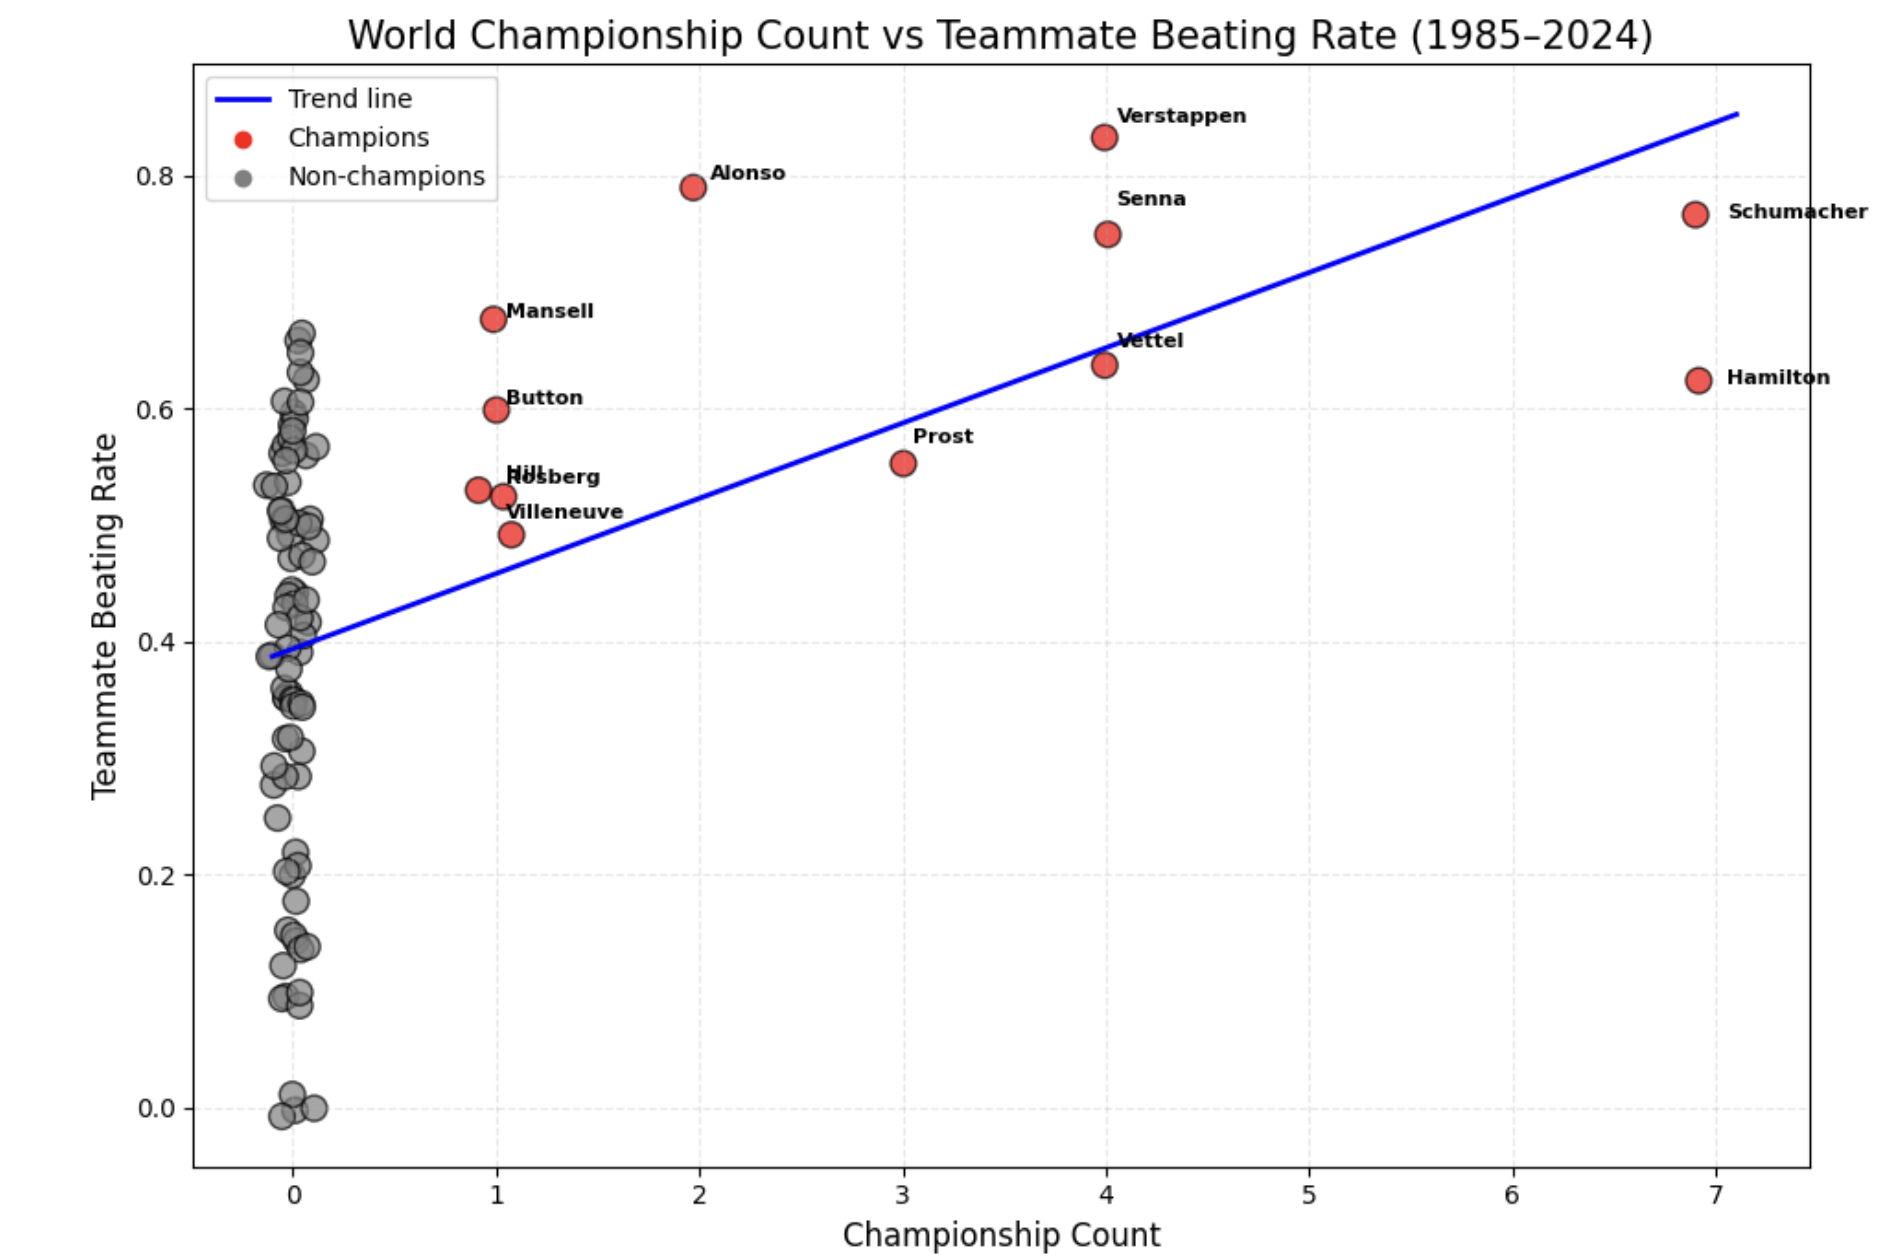 World Championship Count vs Teammate Beating Rate (1985–2024)
Trend line
Champions
Non-champions
Verstappen
Alonso
Senna
Schumacher
Mansell
Vettel
Hamilton
Button
Prost
Hill
Rosberg
Villeneuve
Teammate Beating Rate
0.8
0.6
0.4
0.2
0.0
0 1 2 3 4 5 6 7
Championship Count